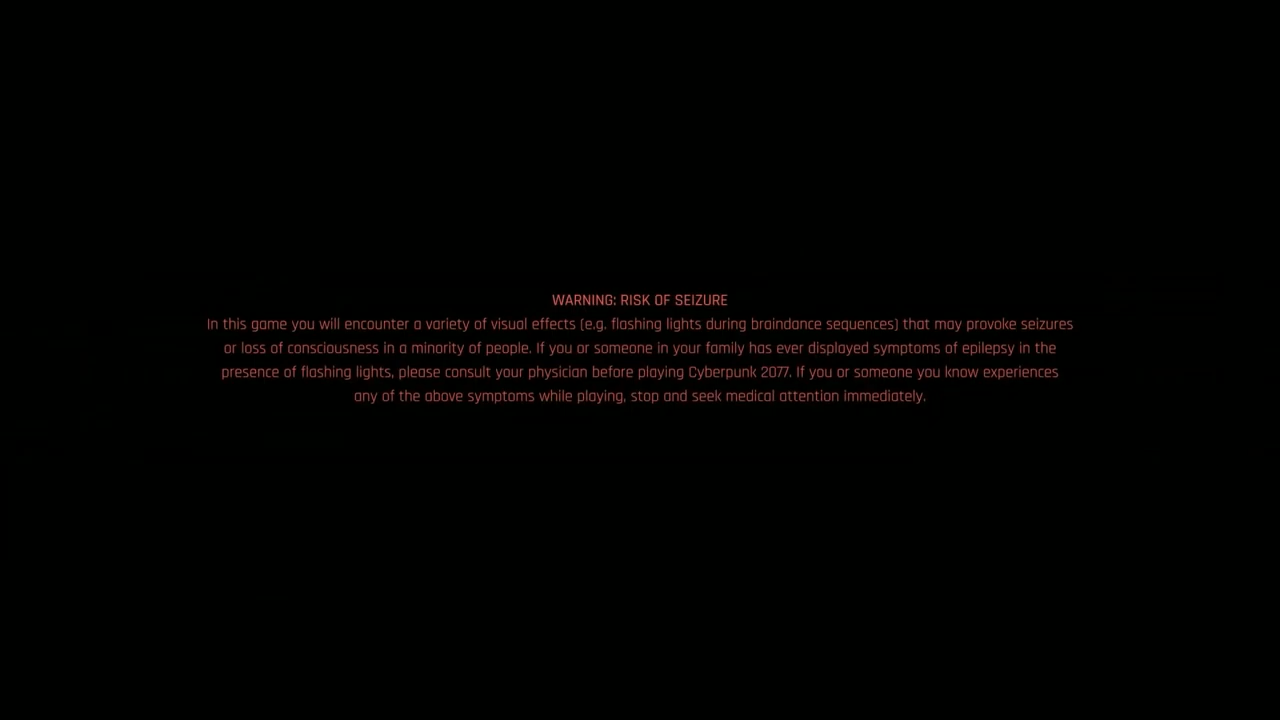 WARNING: RISK OF SEIZURE
In this game you will encounter a variety of visual effects (e.g. flashing lights during braindance sequences) that may provoke seizures
or loss of consciousness in a minority of people. If you or someone in your family has ever displayed symptoms of epilepsy in the
presence of flashing lights, please consult your physician before playing Cyberpunk 2077. If you or someone you know experiences
any of the above symptoms while playing, stop and seek medical attention immediately.